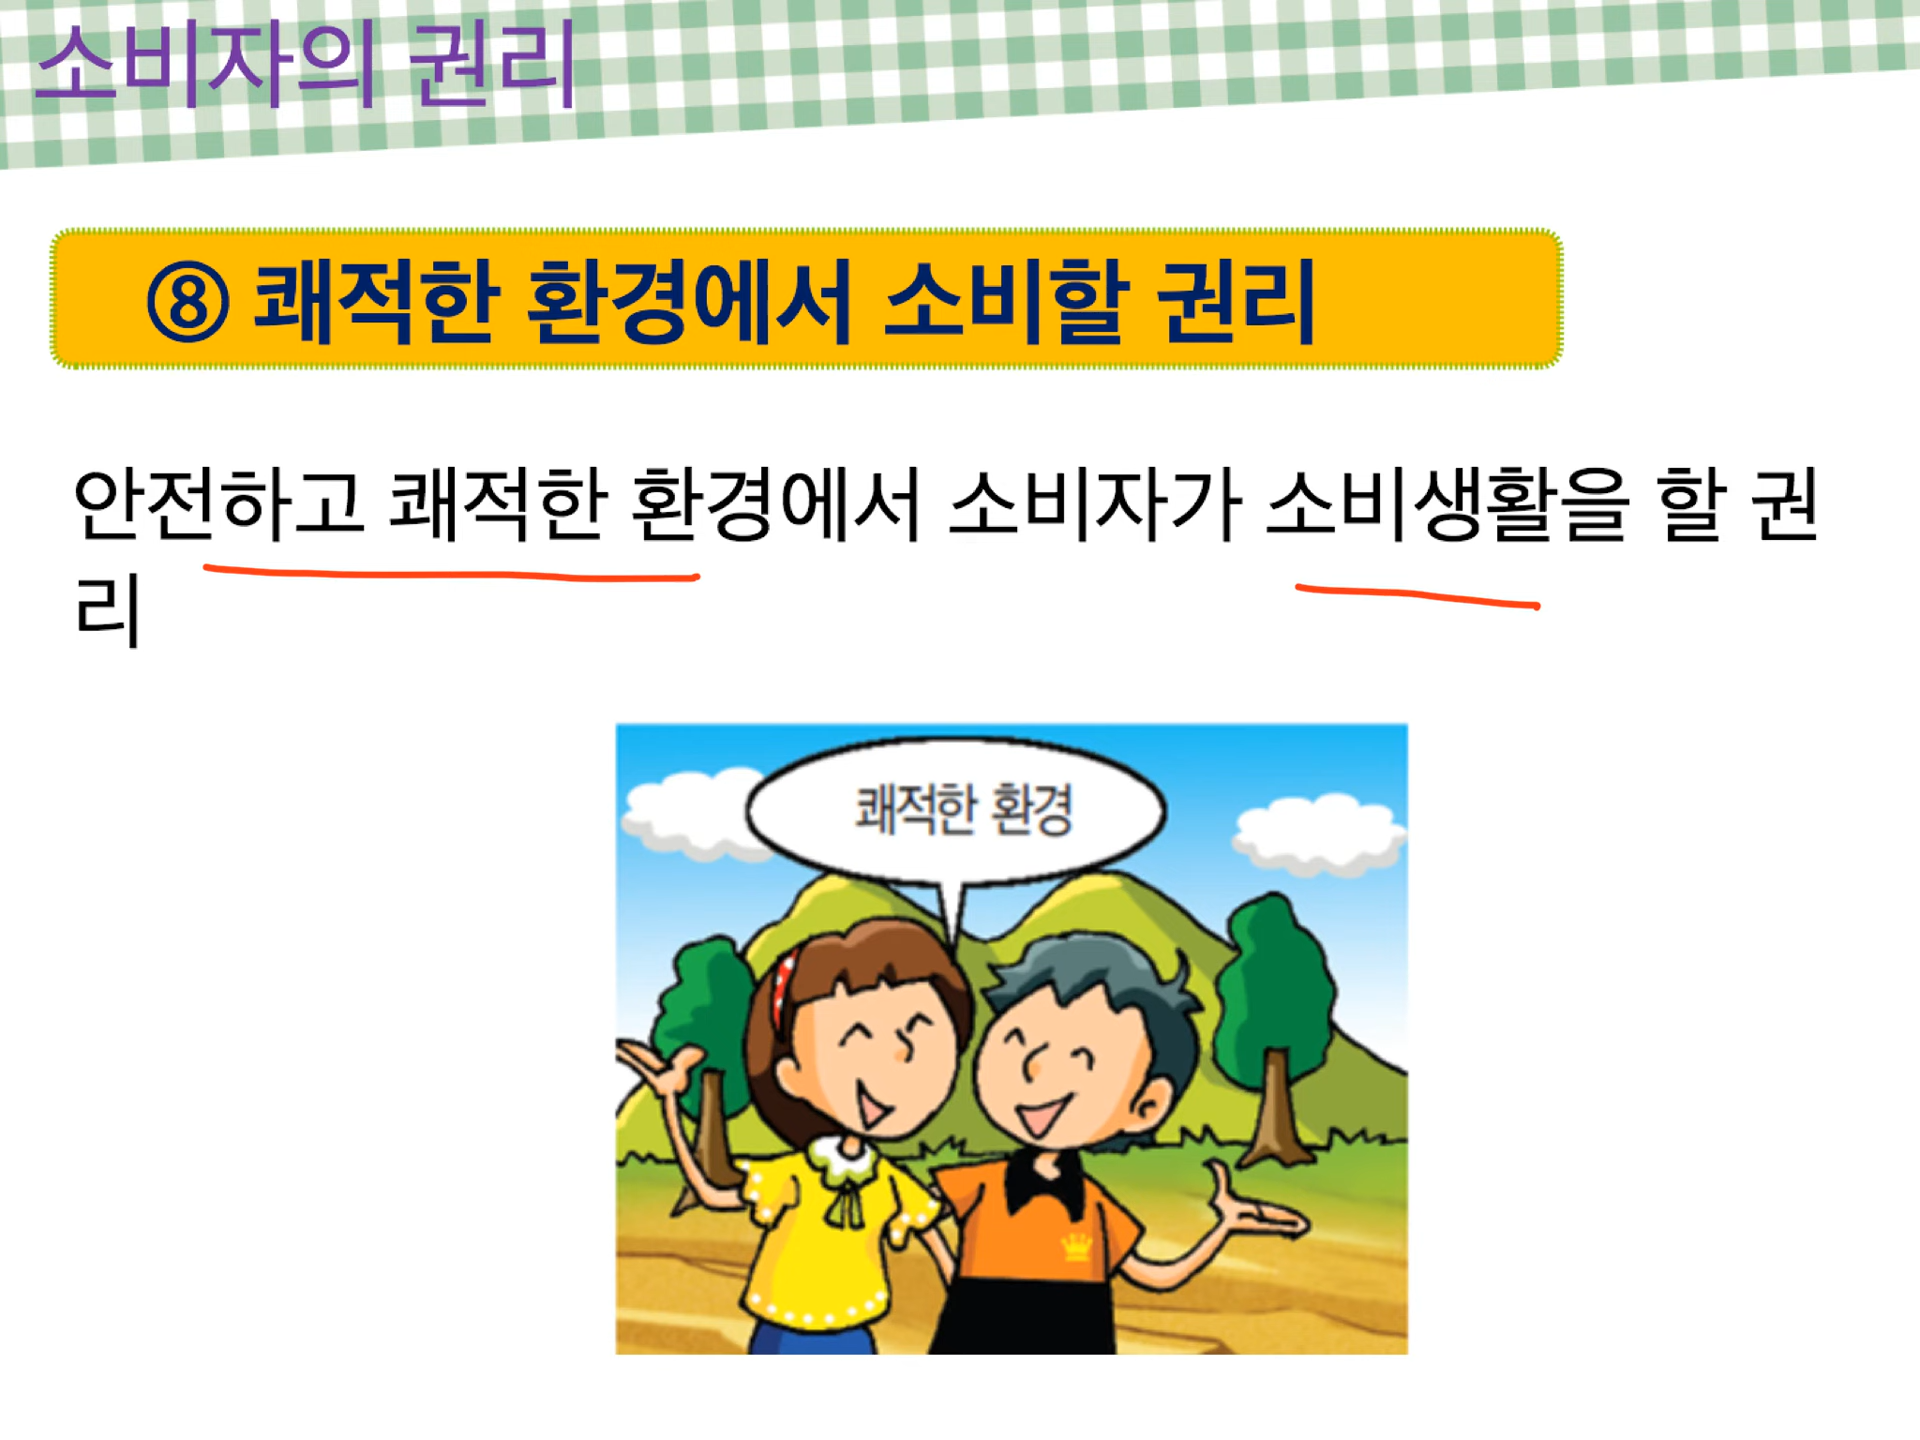 소비자의 권리
⑧ 쾌적한 환경에서 소비할 권리
안전하고 쾌적한 환경에서 소비자가 소비생활을 할 권
리
쾌적한 환경